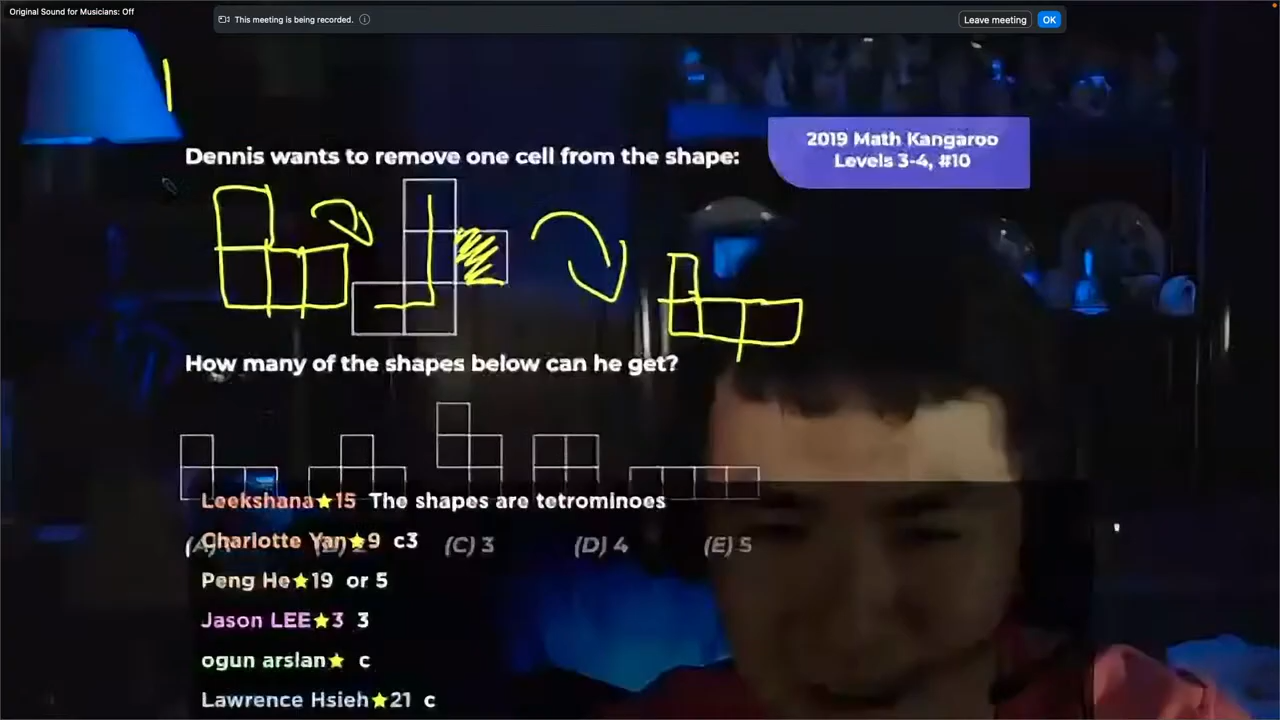 Original Sound for Musicians: Off
This meeting is being recorded.
Leave meeting
OK
2019 Math Kangaroo
Levels 3-4, #10
Dennis wants to remove one cell from the shape:
How many of the shapes below can he get?
Leekshana★15 The shapes are tetrominoes
Charlotte Yan★9 c3
(C) 3
(D) 4
(E) 5
Peng He★19 or 5
Jason LEE★3 3
ogun arslan★ c
Lawrence Hsieh★21 c